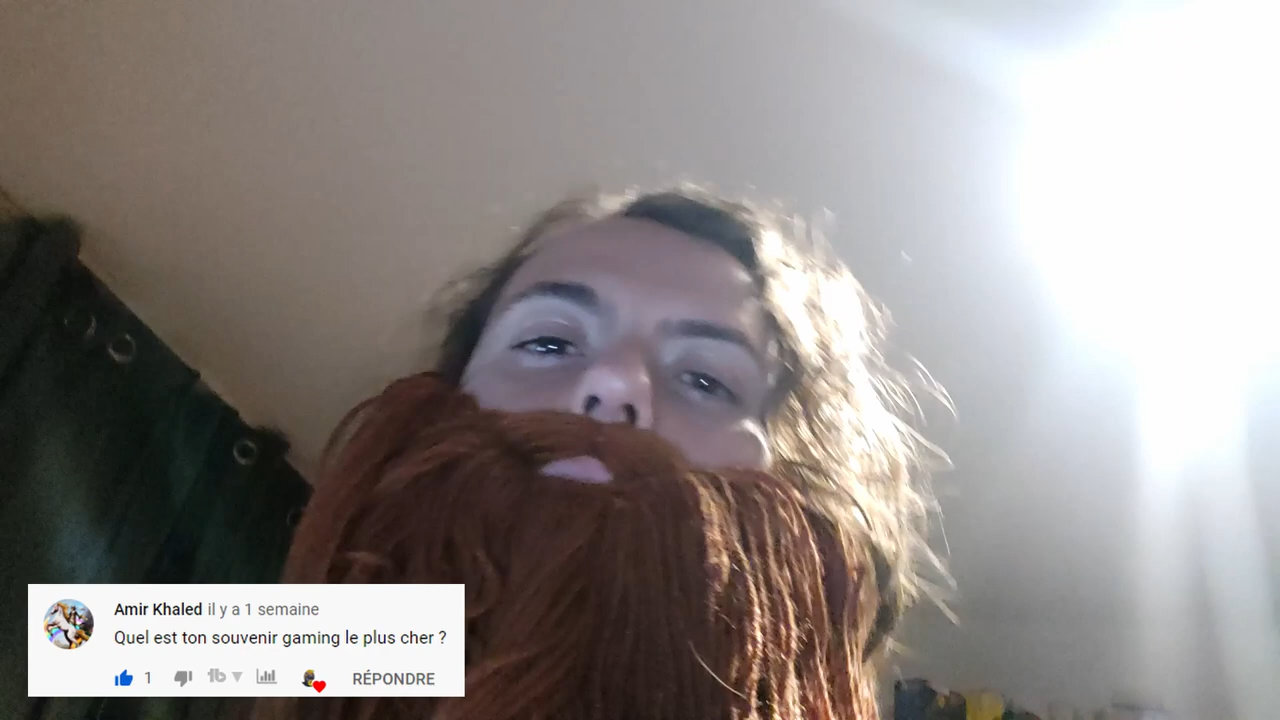 Amir Khaled il y a 1 semaine
Quel est ton souvenir gaming le plus cher ?
1 RÉPONDRE